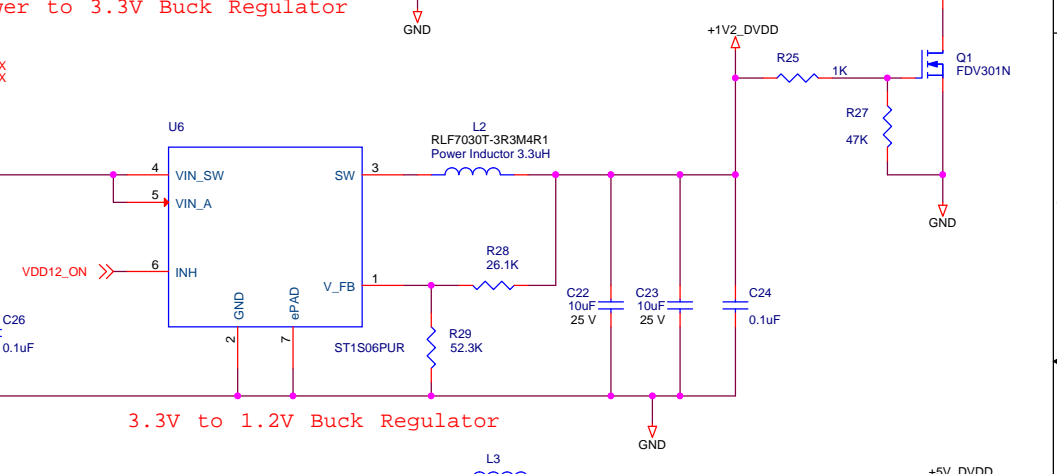 wer to 3.3V Buck Regulator
GND
+1V2_DVDD
R25
1K
Q1
FDV301N
X
X
R27
47K
U6
L2
RLF7030T-3R3M4R1
Power Inductor 3.3uH
4
VIN_SW
SW
3
5
VIN_A
GND
VDD12_ON
6
INH
R28
26.1K
V_FB
1
GND
ePAD
C22
10uF
25 V
C23
10uF
25 V
C24
0.1uF
C26
0.1uF
2
7
ST1S06PUR
R29
52.3K
3.3V to 1.2V Buck Regulator
GND
L3
+5V_DVDD